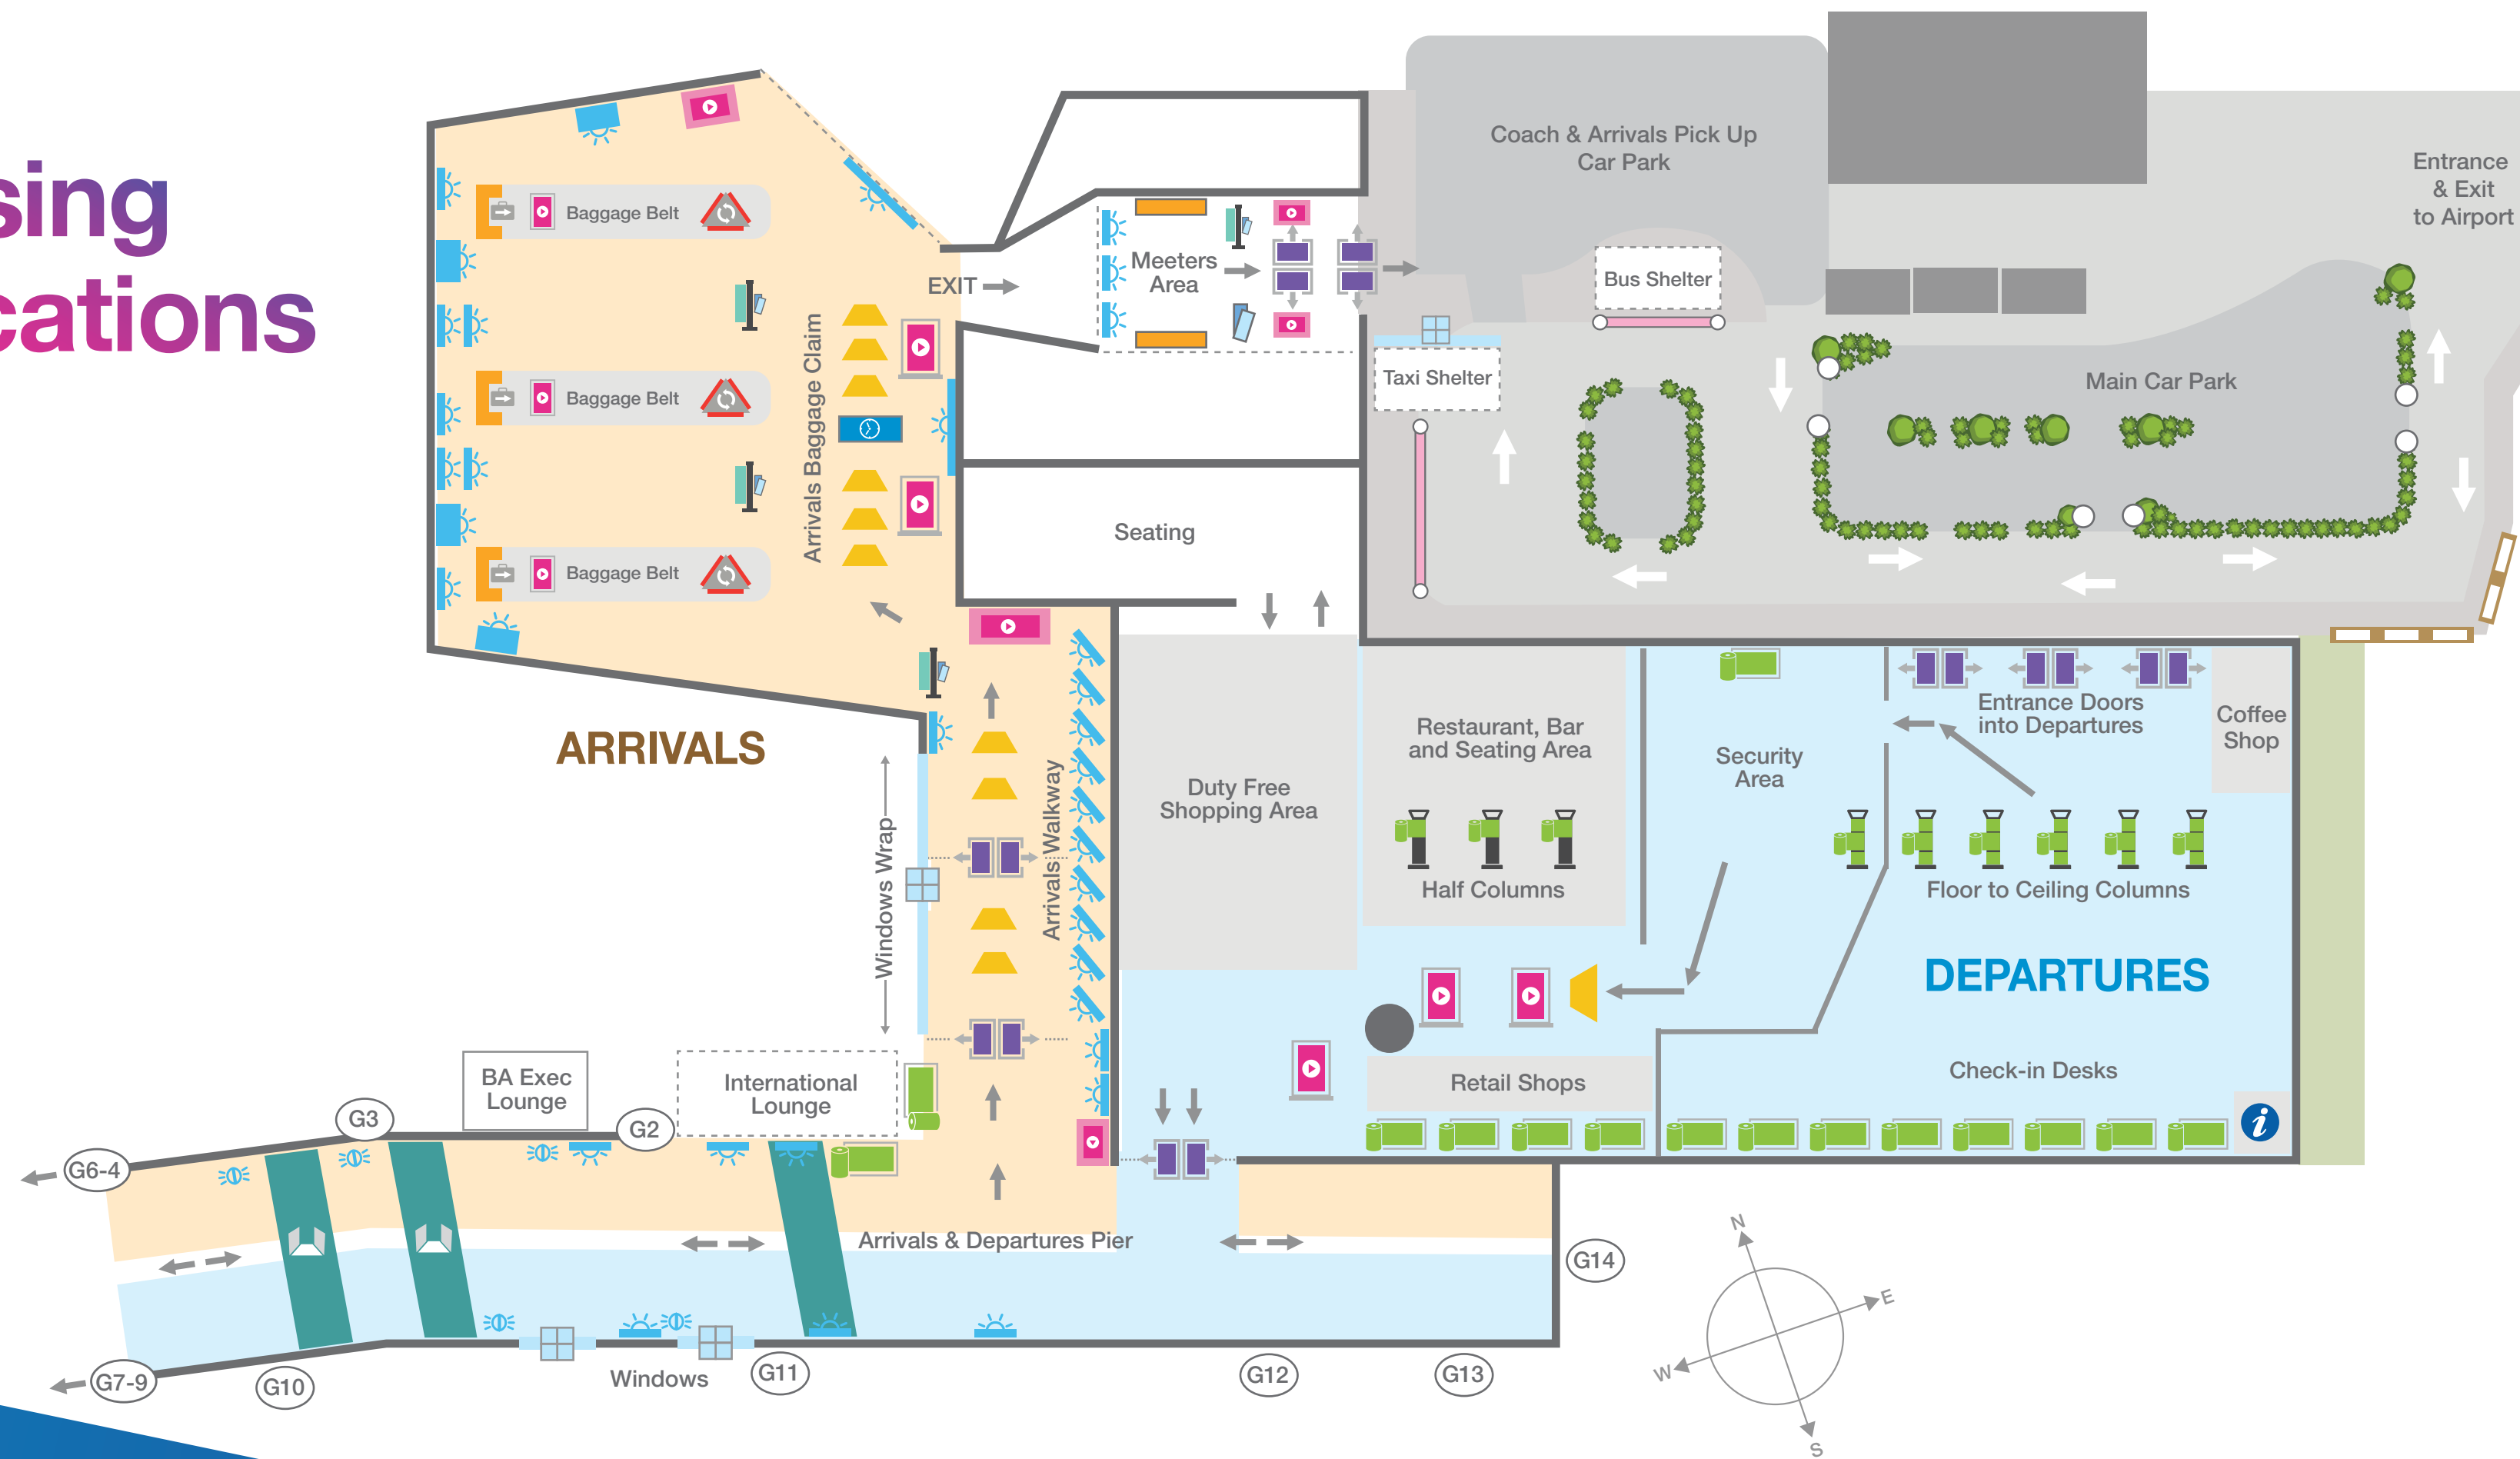 sing
cations
Coach & Arrivals Pick Up
Car Park
Entrance
& Exit
to Airport
Baggage Belt
EXIT
Meeters
Area
Bus Shelter
Taxi Shelter
Main Car Park
Baggage Belt
Arrivals Baggage Claim
Seating
Baggage Belt
ARRIVALS
Windows Wrap
Arrivals Walkway
Duty Free
Shopping Area
Restaurant, Bar
and Seating Area
Half Columns
Security
Area
Entrance Doors
into Departures
Coffee
Shop
Floor to Ceiling Columns
DEPARTURES
BA Exec
Lounge
International
Lounge
Retail Shops
Check-in Desks
i
G3
G2
G6-4
Arrivals & Departures Pier
G14
G7-9
G10
Windows
G11
G12
G13
N
E
W
S